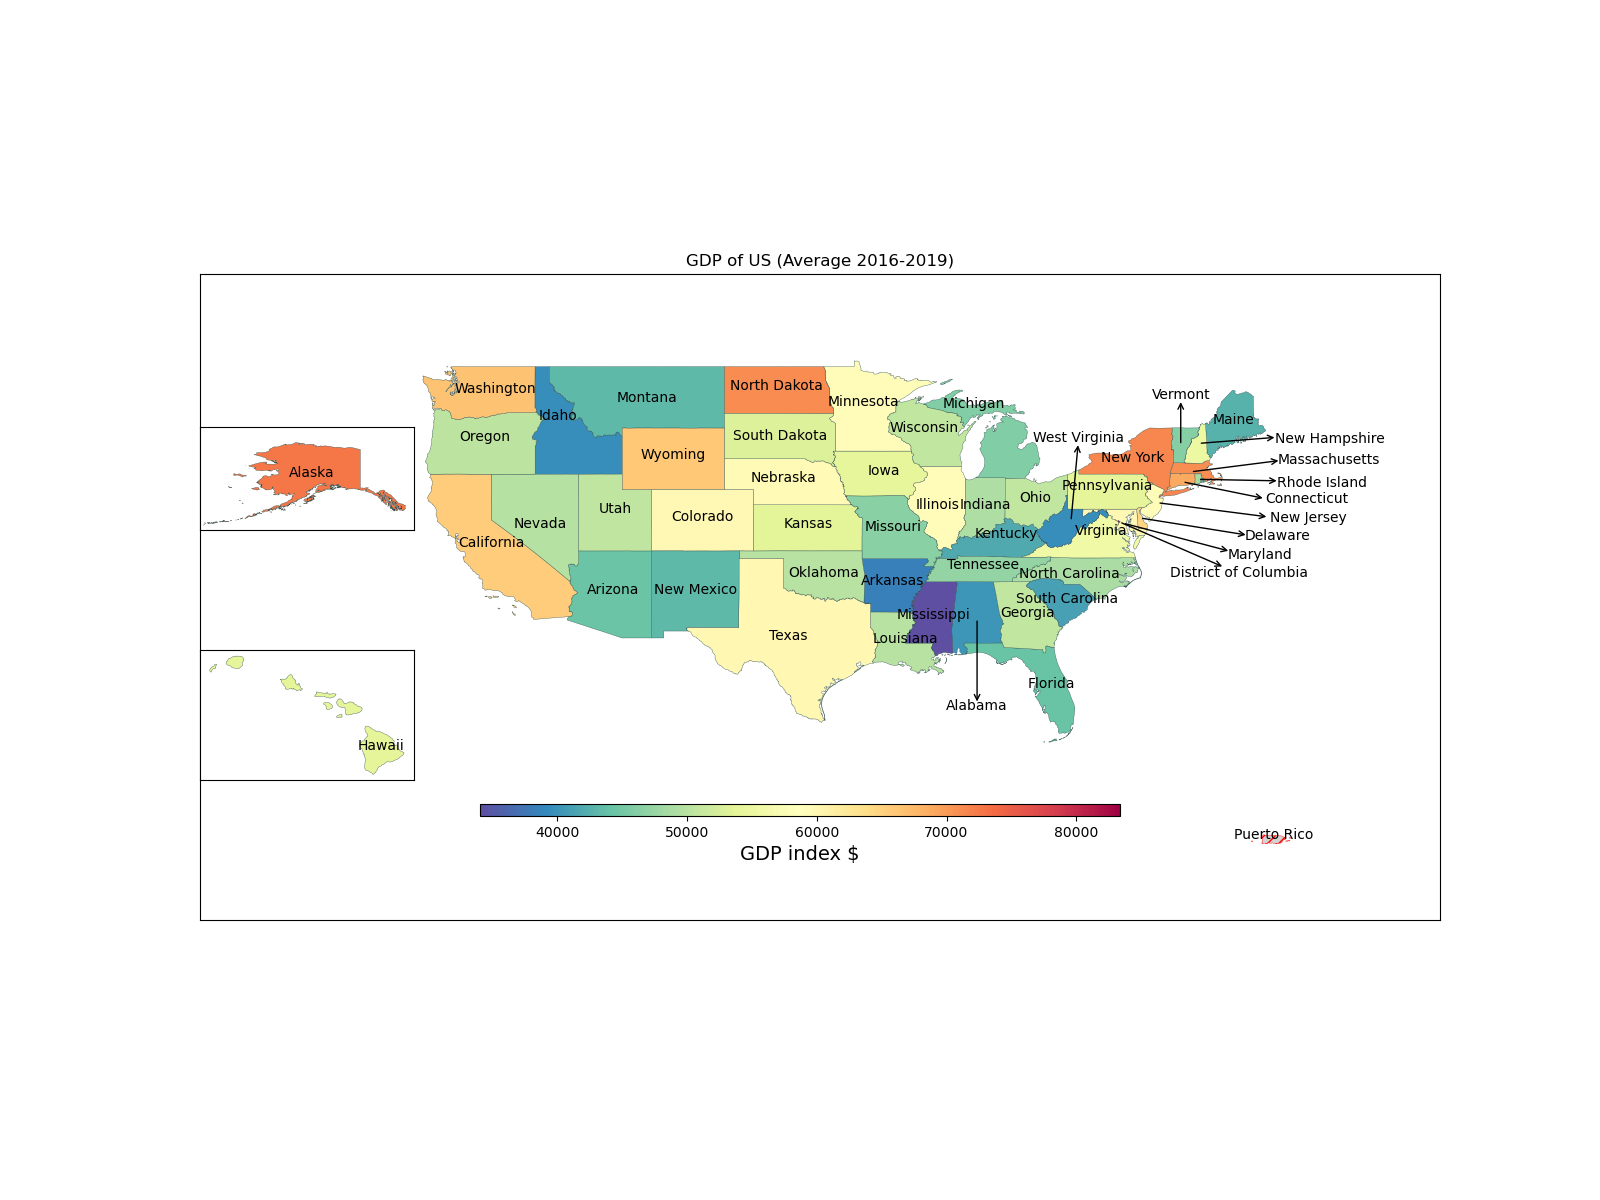 GDP of US (Average 2016-2019)
Washington
Idaho
Montana
North Dakota
Minnesota
Michigan
Vermont
Maine
Oregon
Wyoming
South Dakota
Wisconsin
West Virginia
New York
New Hampshire
Massachusetts
Rhode Island
Connecticut
New Jersey
Delaware
Maryland
District of Columbia
Alaska
Nebraska
Iowa
Illinois
Indiana
Ohio
Pennsylvania
California
Nevada
Utah
Colorado
Kansas
Missouri
Kentucky
Virginia
Arizona
New Mexico
Oklahoma
Arkansas
Tennessee
North Carolina
South Carolina
Texas
Louisiana
Mississippi
Georgia
Florida
Alabama
Hawaii
40000
50000
60000
70000
80000
GDP index $
Puerto Rico